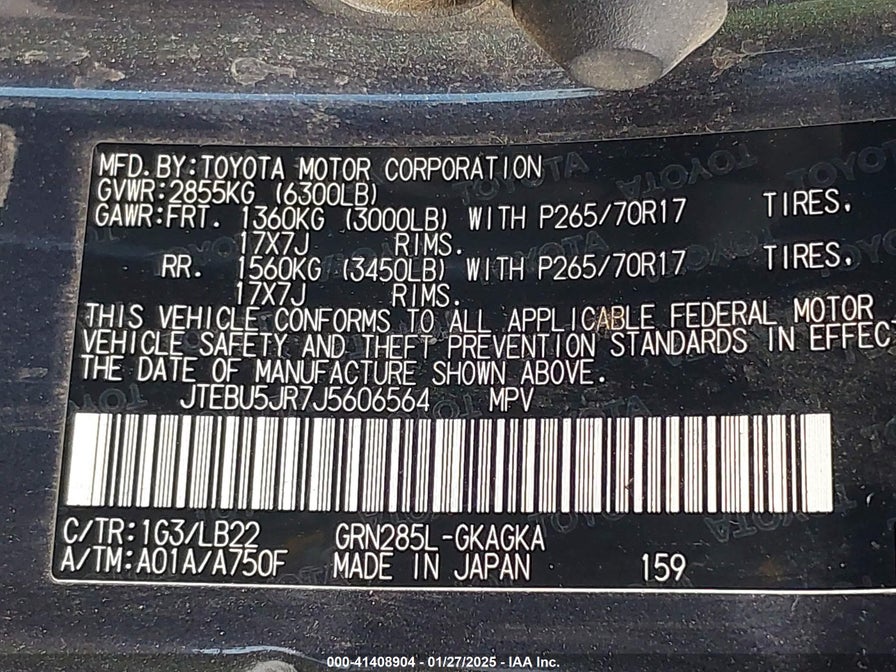 MFD.BY:TOYOTA MOTOR CORPORATION
GVWR:2855KG (6300LB)
GAWR:FRT. 1360KG (3000LB) WITH P265/70R17 TIRES,
17X7J RIMS.
RR. 1560KG (3450LB) WITH P265/70R17 TIRES,
17X7J RIMS.
THIS VEHICLE CONFORMS TO ALL APPLICABLE FEDERAL MOTOR
VEHICLE SAFETY AND THEFT PREVENTION STANDARDS IN EFFEC
THE DATE OF MANUFACTURE SHOWN ABOVE.
JTEBU5JR7J5606564 MPV
C/TR:1G3/LB22 GRN285L-GKAGKA
A/TM:A01A/A750F MADE IN JAPAN 159
000-41408904 - 01/27/2025 - IAA Inc.